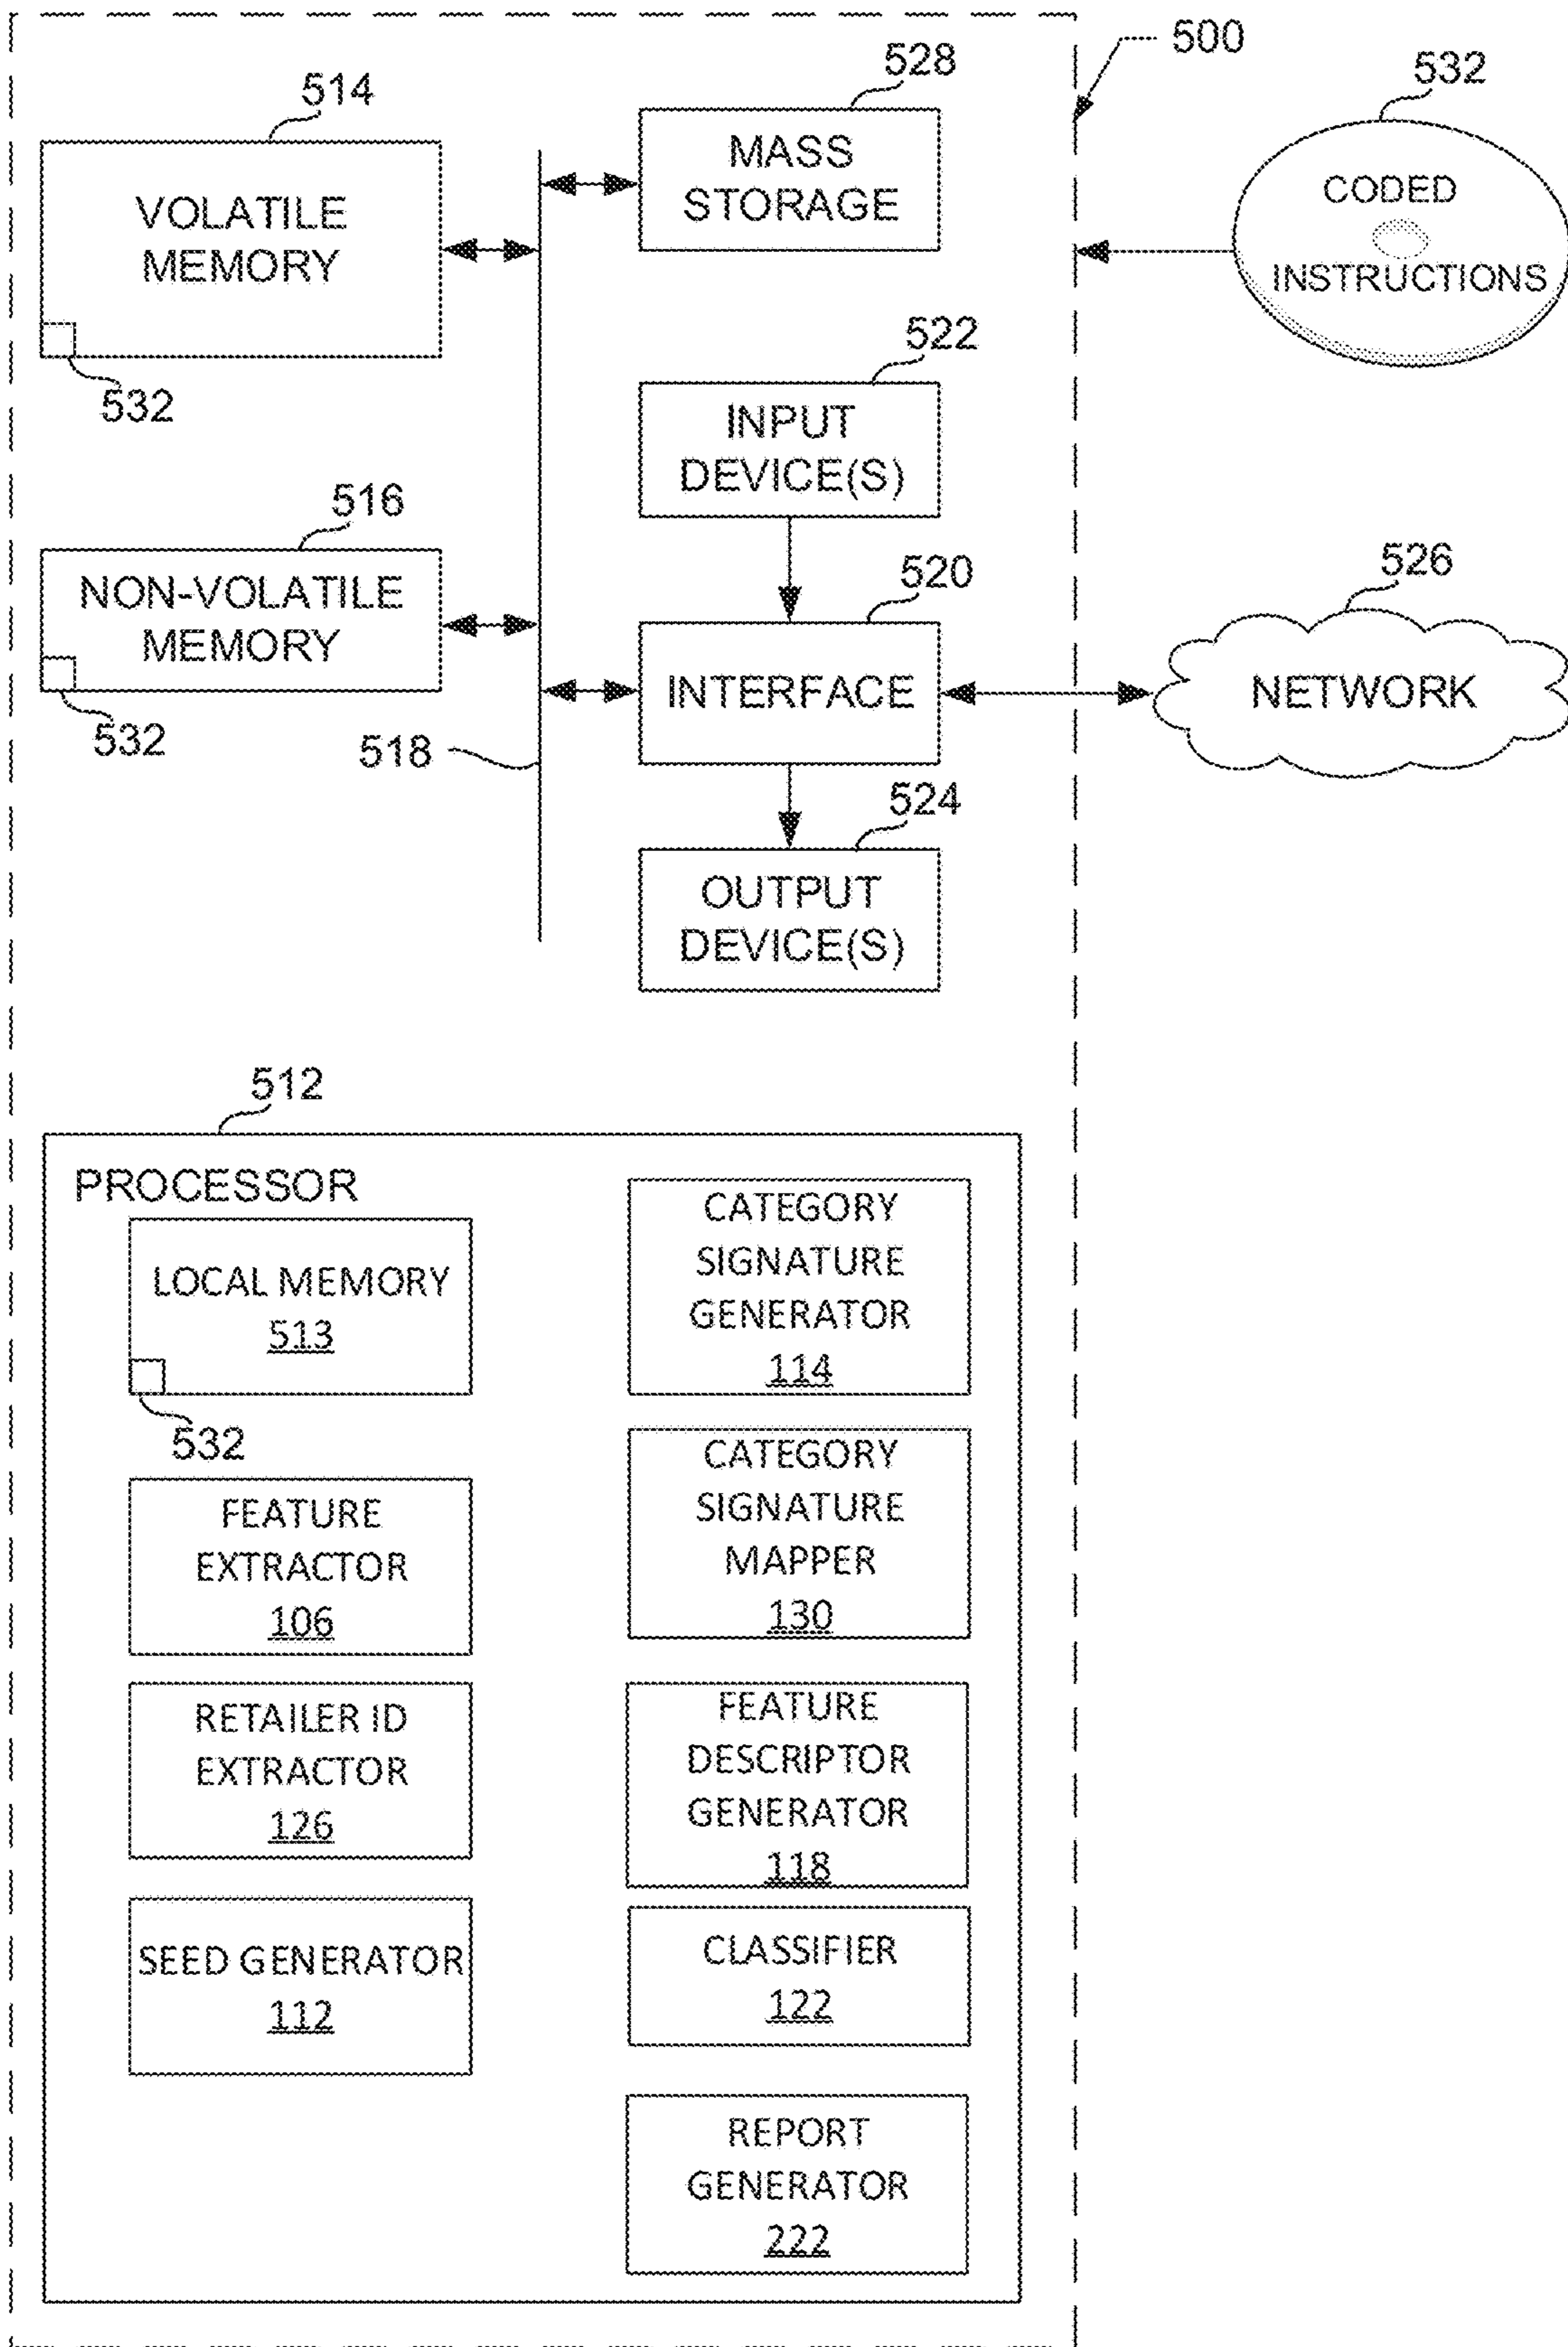 500
528
532
514
MASS
STORAGE
CODED
INSTRUCTIONS
VOLATILE
MEMORY
532
522
INPUT
DEVICE(S)
516
NON-VOLATILE
MEMORY
532
520
INTERFACE
526
NETWORK
518
524
OUTPUT
DEVICE(S)
512
PROCESSOR
LOCAL MEMORY
513
532
FEATURE
EXTRACTOR
106
RETAILER ID
EXTRACTOR
126
SEED GENERATOR
112
CATEGORY
SIGNATURE
GENERATOR
114
CATEGORY
SIGNATURE
MAPPER
130
FEATURE
DESCRIPTOR
GENERATOR
118
CLASSIFIER
122
REPORT
GENERATOR
222